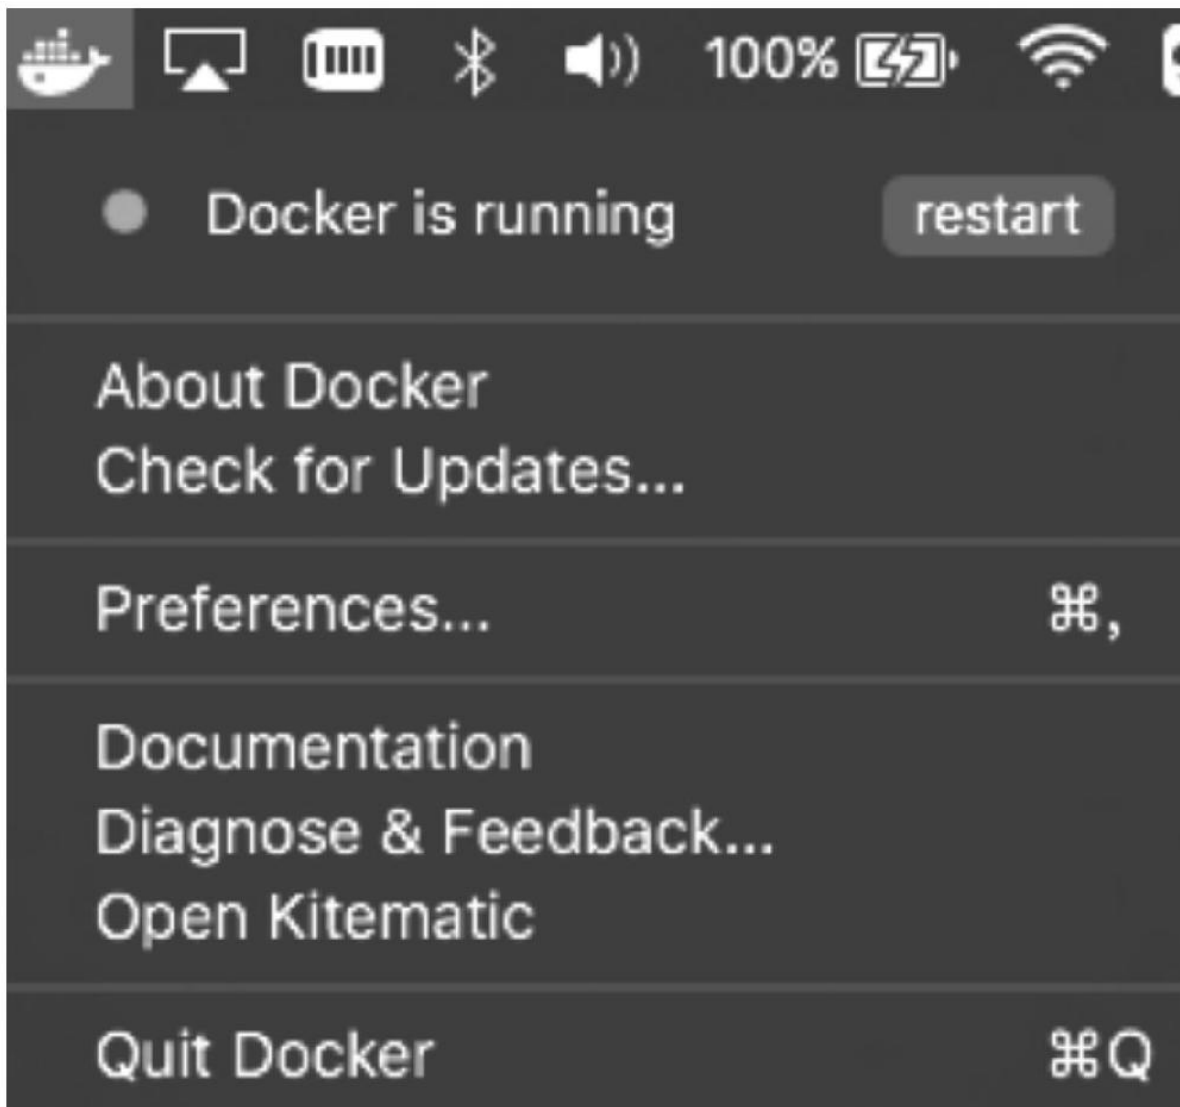 100%
Docker is running restart
About Docker
Check for Updates...
Preferences... ⌘,
Documentation
Diagnose & Feedback...
Open Kitematic
Quit Docker ⌘Q